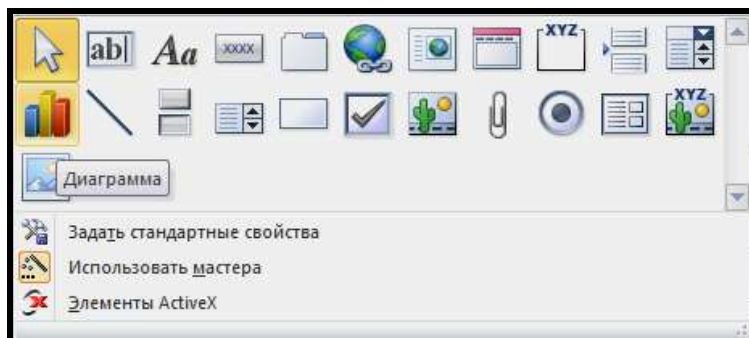 ab Aa XXXX XYZ
XYZ
Диаграмма
Задать стандартные свойства
Использовать мастера
Элементы ActiveX